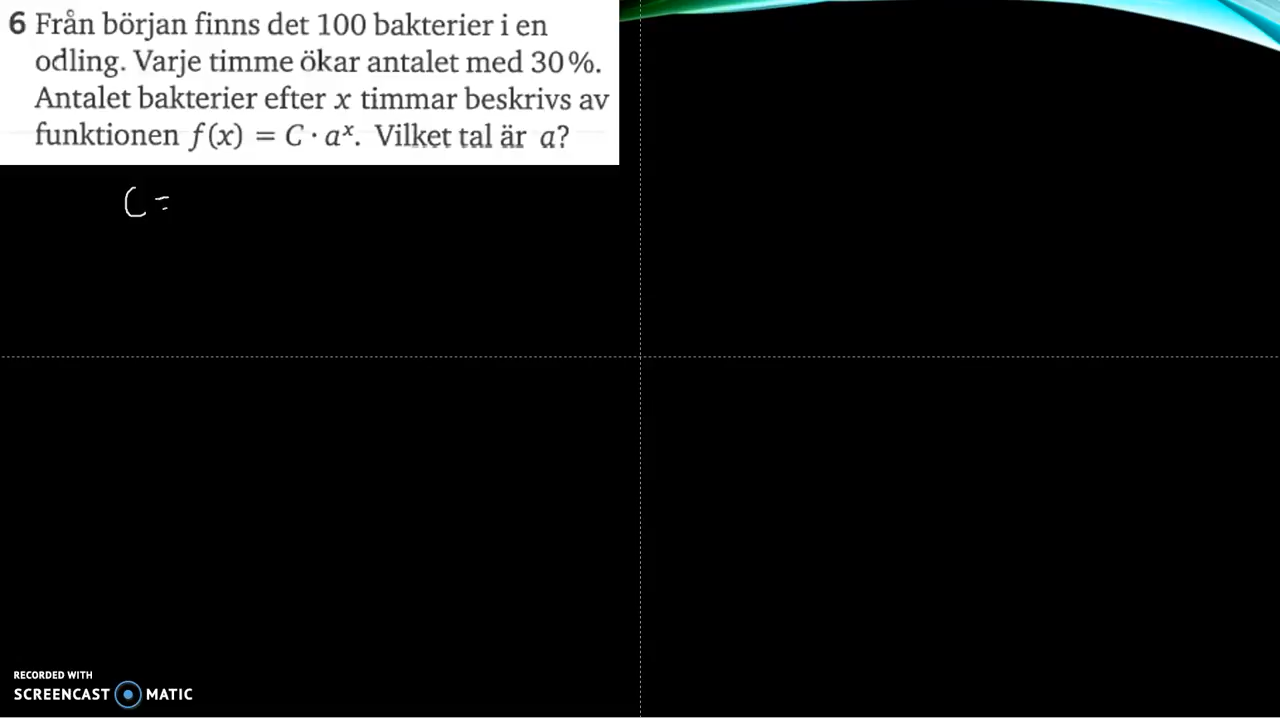 6 Från början finns det 100 bakterier i en
odling. Varje timme ökar antalet med 30 %.
Antalet bakterier efter x timmar beskrivs av
funktionen f(x) = C · aˣ. Vilket tal är a?
C =
RECORDED WITH
SCREENCAST MATIC